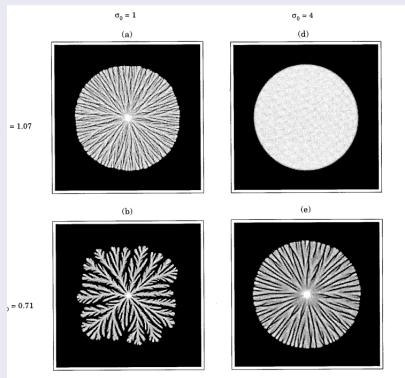 σ₀ = 1
σ₀ = 4
(a)
(d)
= 1.07
(b)
(e)
= 0.71